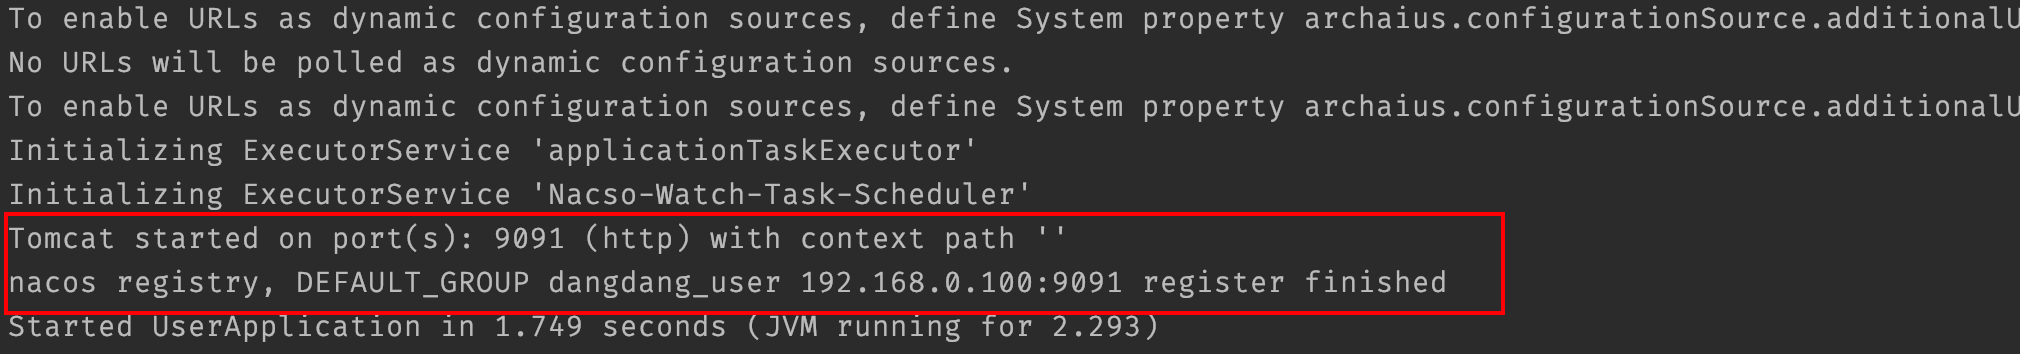 To enable URLs as dynamic configuration sources, define System property archaius.configurationSource.additionalU
No URLs will be polled as dynamic configuration sources.
To enable URLs as dynamic configuration sources, define System property archaius.configurationSource.additionalU
Initializing ExecutorService 'applicationTaskExecutor'
Initializing ExecutorService 'Nacso-Watch-Task-Scheduler'
Tomcat started on port(s): 9091 (http) with context path ''
nacos registry, DEFAULT_GROUP dangdang_user 192.168.0.100:9091 register finished
Started UserApplication in 1.749 seconds (JVM running for 2.293)